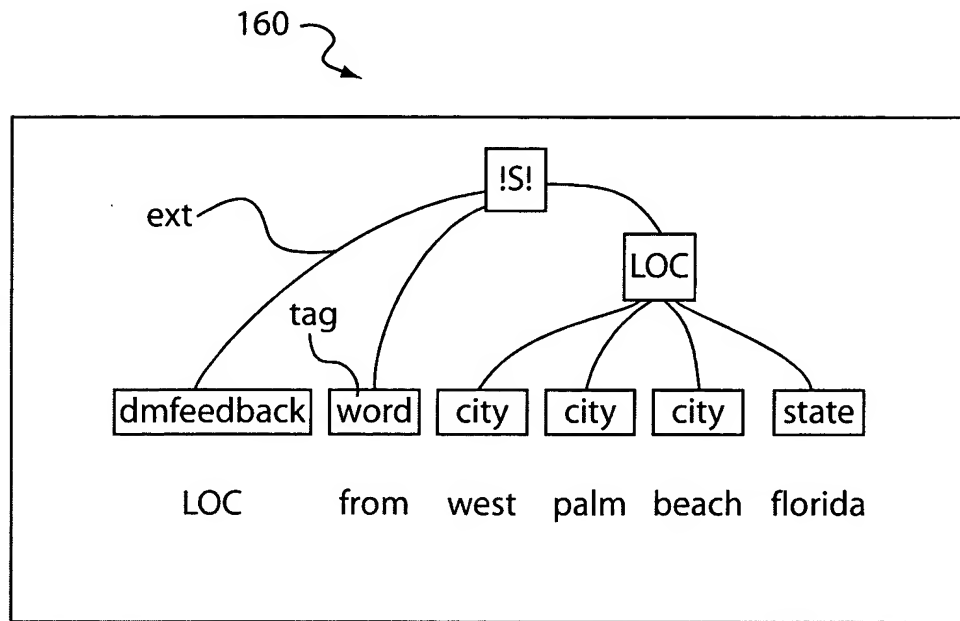 160
!S!
ext
LOC
tag
dmfeedback word city city city state
LOC from west palm beach florida